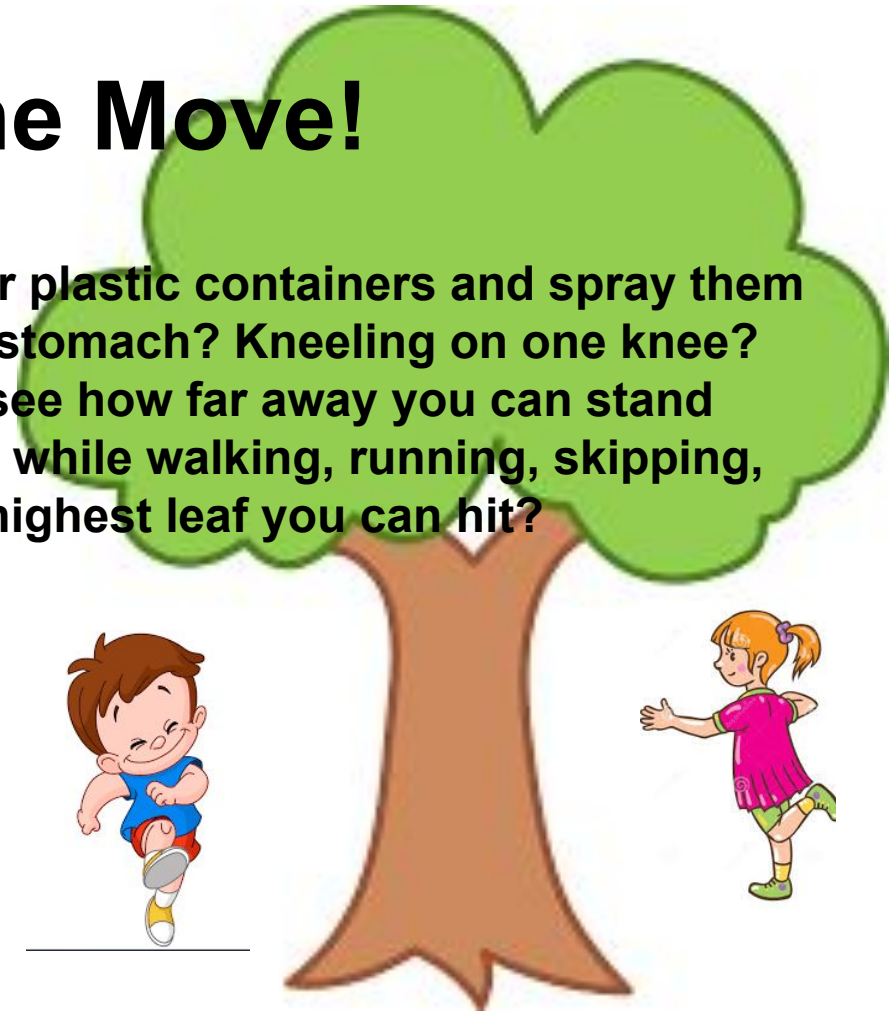 e Move!
r plastic containers and spray them
stomach? Kneeling on one knee?
see how far away you can stand
while walking, running, skipping,
highest leaf you can hit?